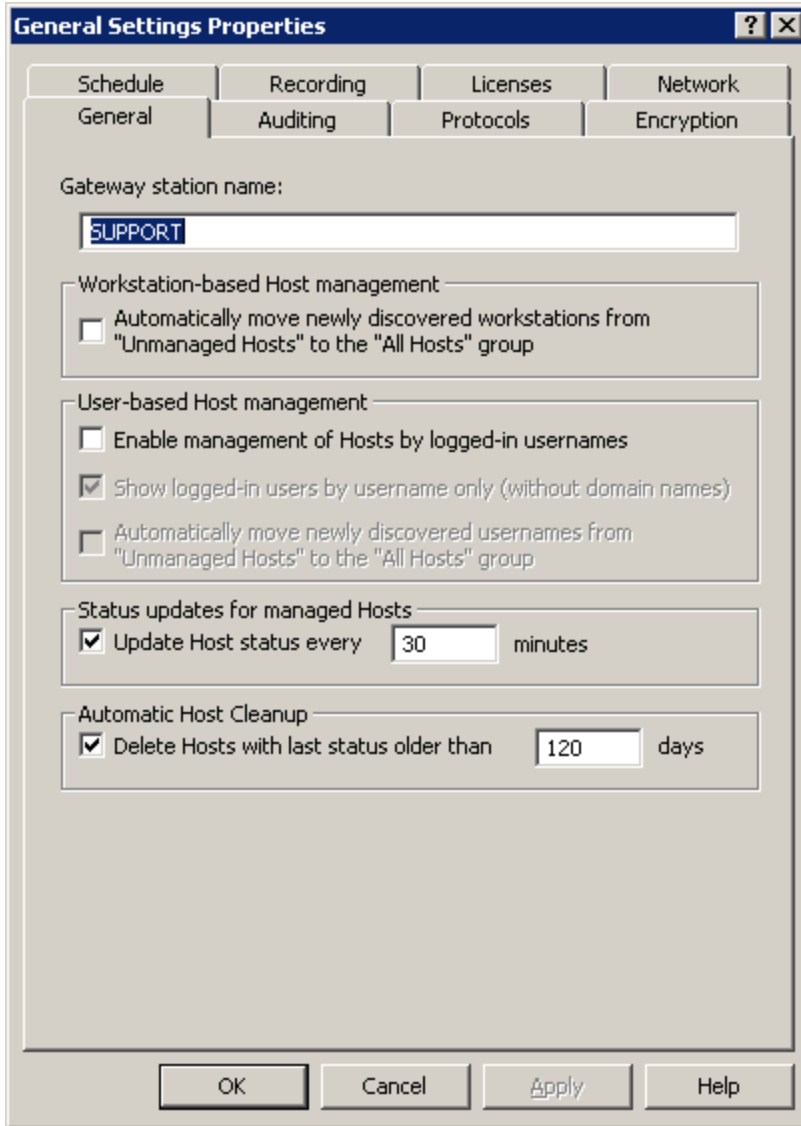 General Settings Properties
Schedule Recording Licenses Network
General Auditing Protocols Encryption
Gateway station name:
SUPPORT
Workstation-based Host management
Automatically move newly discovered workstations from
"Unmanaged Hosts" to the "All Hosts" group
User-based Host management
Enable management of Hosts by logged-in usernames
Show logged-in users by username only (without domain names)
Automatically move newly discovered usernames from
"Unmanaged Hosts" to the "All Hosts" group
Status updates for managed Hosts
Update Host status every 30 minutes
Automatic Host Cleanup
Delete Hosts with last status older than 120 days
OK Cancel Apply Help